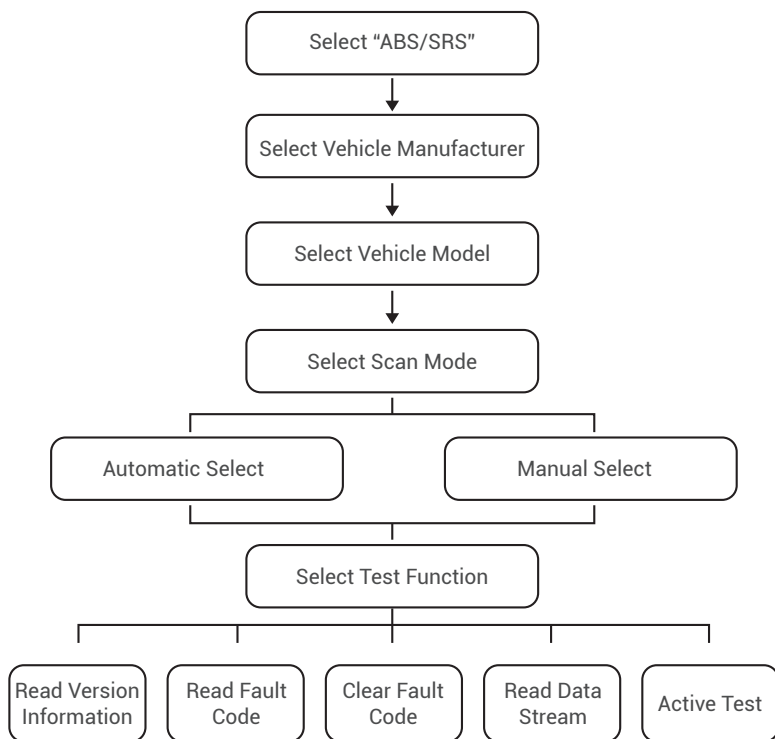 Select “ABS/SRS”
Select Vehicle Manufacturer
Select Vehicle Model
Select Scan Mode
Automatic Select
Manual Select
Select Test Function
Read Version
Information
Read Fault
Code
Clear Fault
Code
Read Data
Stream
Active Test